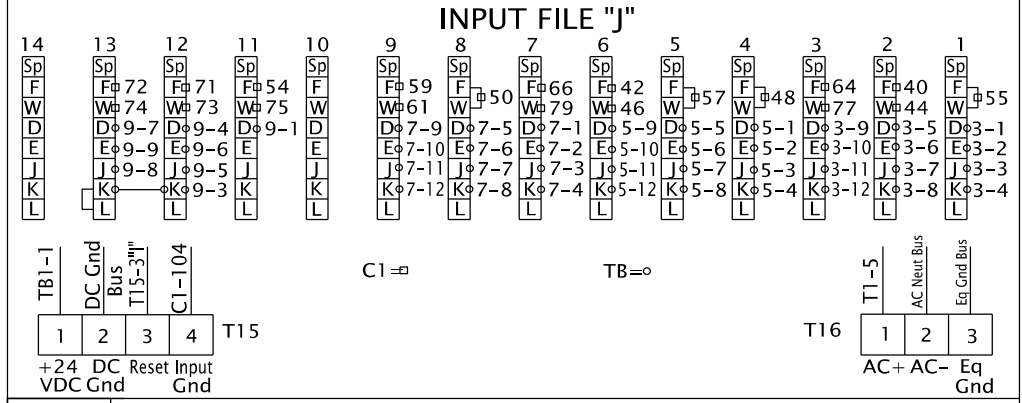 INPUT FILE "J"
14 13 12 11 10 9 8 7 6 5 4 3 2 1
Sp Sp Sp Sp Sp Sp Sp Sp Sp Sp Sp Sp Sp Sp
F F 72 F 71 F 54 F F 59 F F 66 F 42 F F F 64 F 40 F
50 57 48 55
W W 74 W 73 W 75 W W 61 W W 79 W 46 W W W 77 W 44 W
D D 9-7 D 9-4 D 9-1 D D 7-9 D 7-5 D 7-1 D 5-9 D 5-5 D 5-1 D 3-9 D 3-5 D 3-1
E E 9-9 E 9-6 E E E 7-10 E 7-6 E 7-2 E 5-10 E 5-6 E 5-2 E 3-10 E 3-6 E 3-2
J J 9-8 J 9-5 J J J 7-11 J 7-7 J 7-3 J 5-11 J 5-7 J 5-3 J 3-11 J 3-7 J 3-3
K K K 9-3 K K K 7-12 K 7-8 K 7-4 K 5-12 K 5-8 K 5-4 K 3-12 K 3-8 K 3-4
L L L L L L L L L L L L L L
TB1-1
DC Gnd
Bus
T15-3"J"
C1-104
C1=
TB=
T1-5
AC Neut Bus
Eq Gnd Bus
1 2 3 4 T15
T16 1 2 3
+24 DC Reset Input
VDC Gnd Gnd
AC+ AC- Eq
Gnd